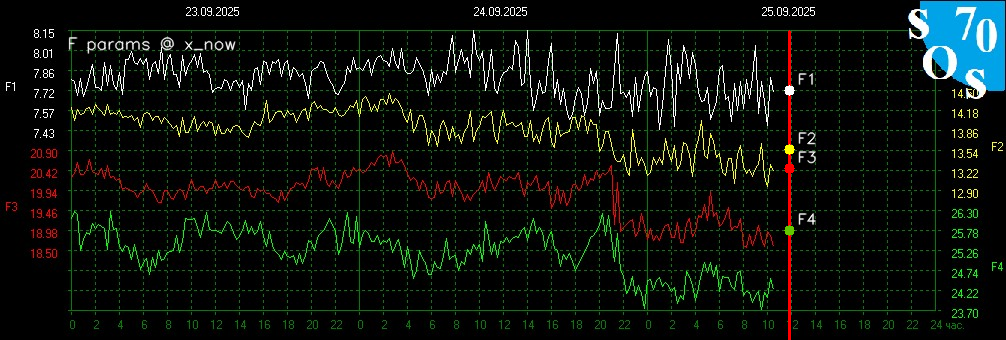 23.09.2025 24.09.2025 25.09.2025
F params @ x_now
SOS 70
8.15
8.01
7.86
F1
7.72
7.57
7.43
F1
F2
F3
F4
14.18
13.86
F2
13.54
13.22
12.90
20.90
20.42
19.94
F3
19.46
18.98
18.50
26.30
25.78
25.26
F4
24.74
24.22
23.70
0 2 4 6 8 10 12 14 16 18 20 22 0 2 4 6 8 10 12 14 16 18 20 22 0 2 4 6 8 10 12 14 16 18 20 22 24 час.